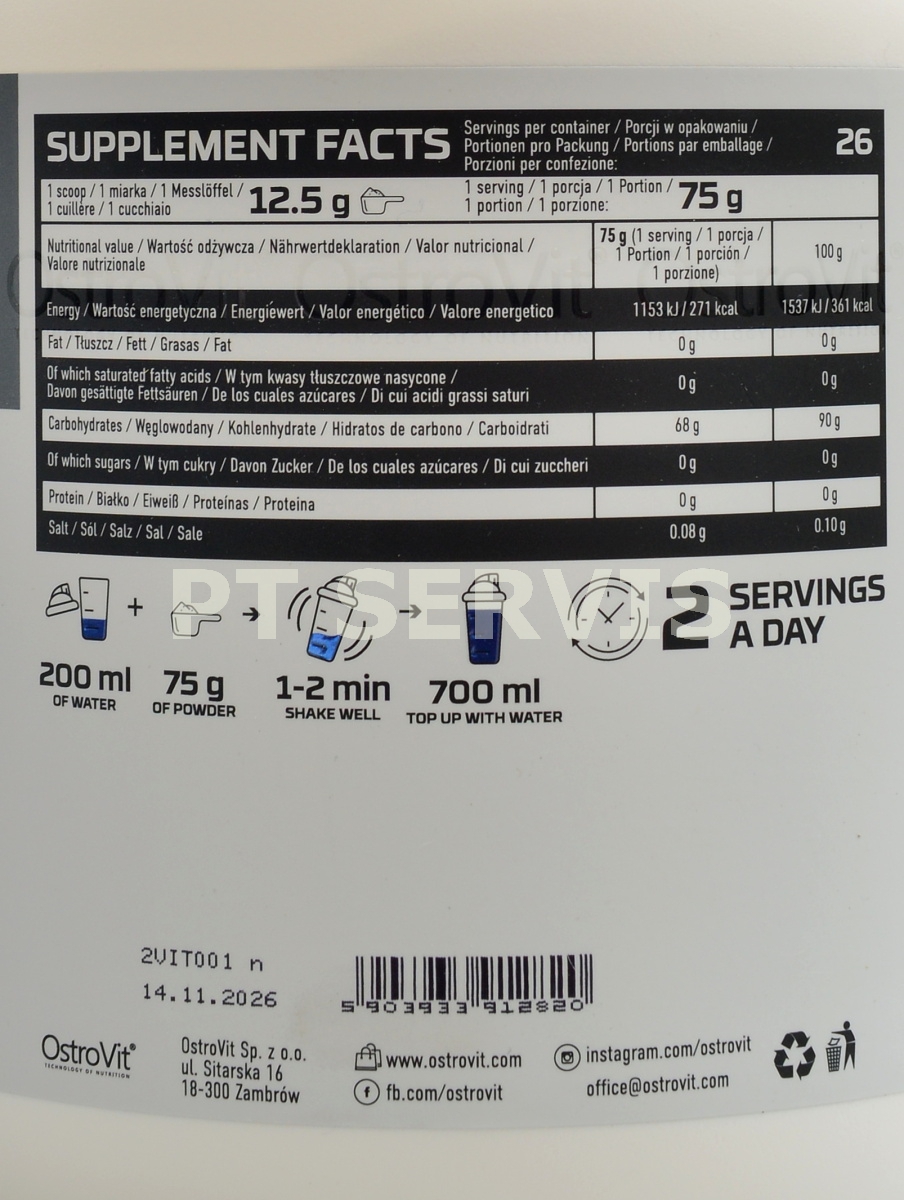 SUPPLEMENT FACTS
Servings per container / Porcji w opakowaniu /
Portionen pro Packung / Portions par emballage /
Porzioni per confezione:
26
1 scoop / 1 miarka / 1 Messlöffel /
1 cuillère / 1 cucchiaio
12.5 g
1 serving / 1 porcja / 1 Portion /
1 portion / 1 porzione:
75 g
Nutritional value / Wartość odżywcza / Nährwertdeklaration / Valor nutricional /
Valore nutrizionale
75 g (1 serving / 1 porcja /
1 Portion / 1 porción /
1 porzione)
100 g
Energy / Wartość energetyczna / Energiewert / Valor energético / Valore energetico
1153 kJ / 271 kcal
1537 kJ / 361 kcal
Fat / Tłuszcz / Fett / Grasas / Fat
0 g
0 g
Of which saturated fatty acids / W tym kwasy tłuszczowe nasycone /
Davon gesättigte Fettsäuren / De los cuales azúcares / Di cui acidi grassi saturi
0 g
0 g
Carbohydrates / Węglowodany / Kohlenhydrate / Hidratos de carbono / Carboidrati
68 g
90 g
Of which sugars / W tym cukry / Davon Zucker / De los cuales azúcares / Di cui zuccheri
0 g
0 g
Protein / Białko / Eiweiß / Proteínas / Proteina
0 g
0 g
Salt / Sól / Salz / Sal / Sale
0.08 g
0.10 g
PT SERVIS
200 ml
OF WATER
+
75 g
OF POWDER
1-2 min
SHAKE WELL
700 ml
TOP UP WITH WATER
2 SERVINGS
A DAY
2VIT001 n
14.11.2026
5 903933 912820
OstroVit®
TECHNOLOGY OF NUTRITION
OstroVit Sp. z o.o.
ul. Sitarska 16
18-300 Zambrów
www.ostrovit.com
fb.com/ostrovit
instagram.com/ostrovit
office@ostrovit.com